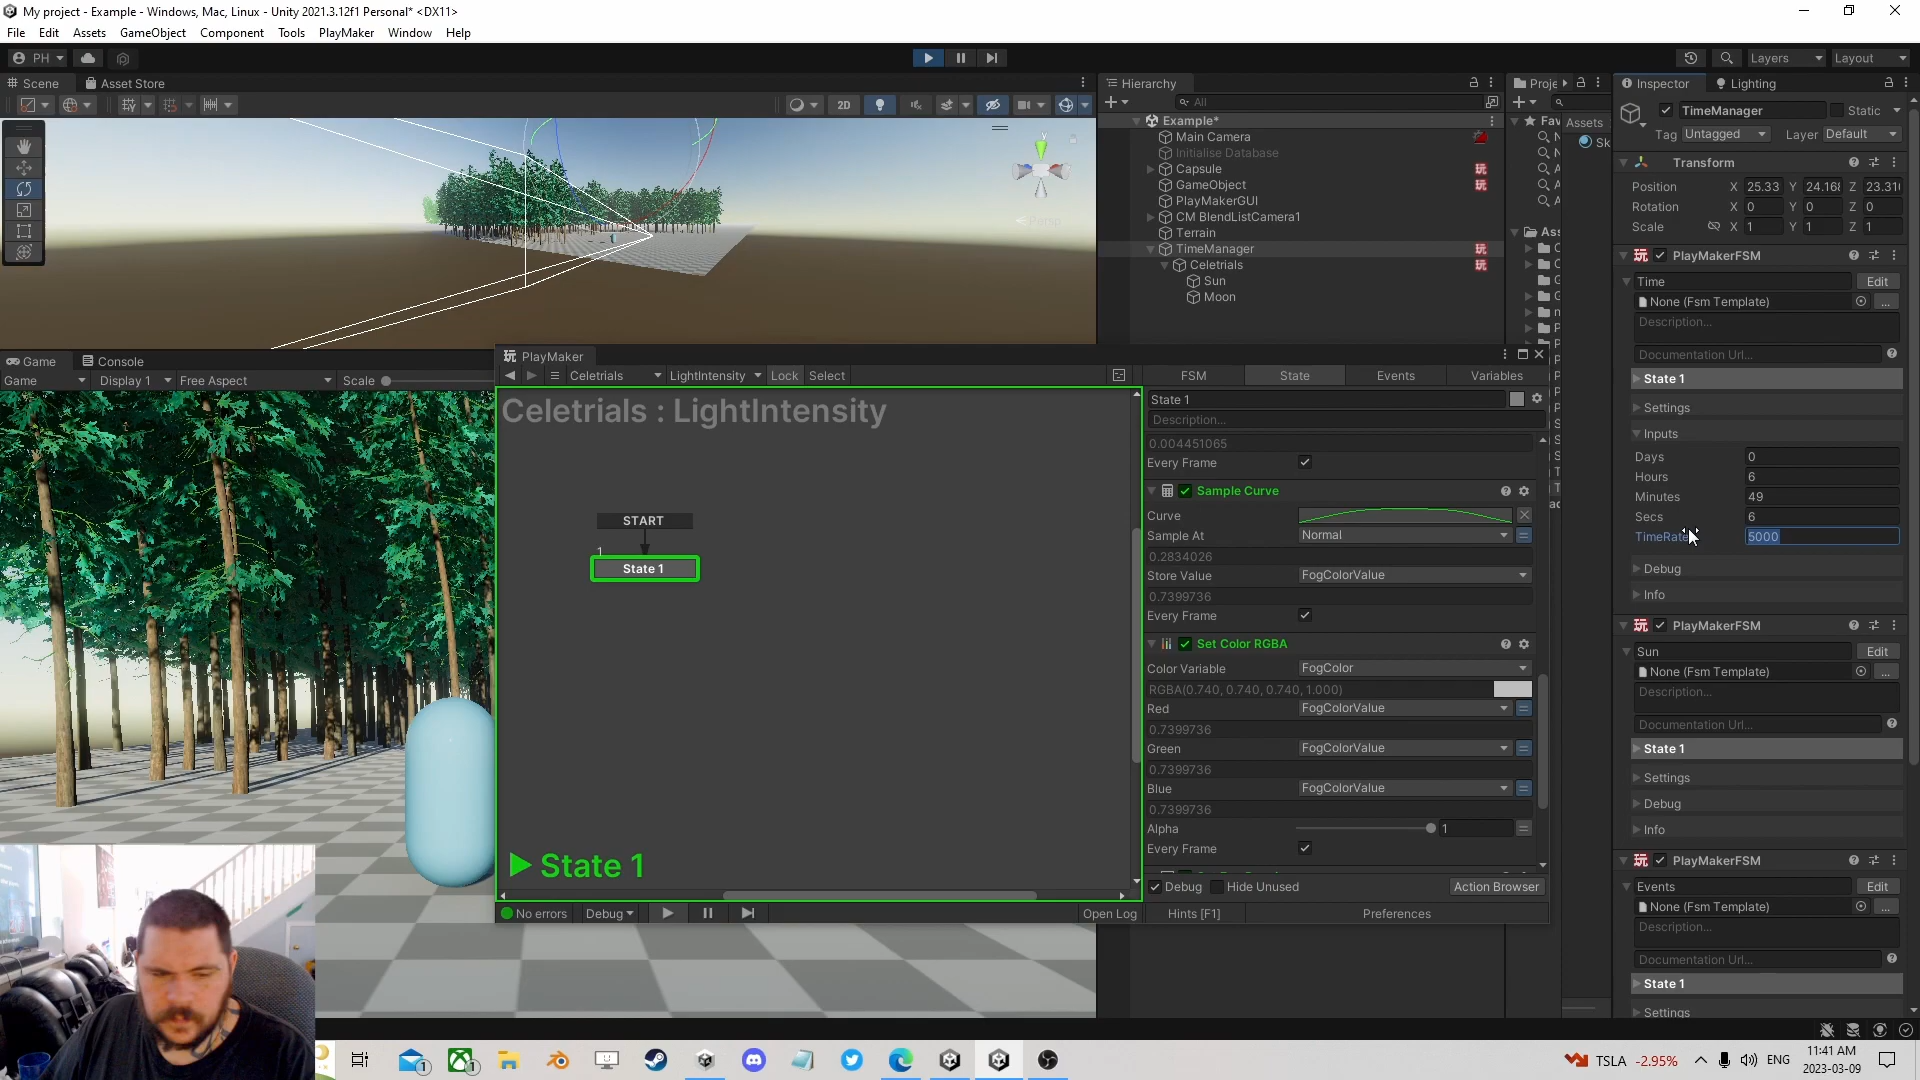 My project - Example - Windows, Mac, Linux - Unity 2021.3.12f1 Personal* <DX11>
File Edit Assets GameObject Component Tools PlayMaker Window Help
PH Layers Layout
Scene Asset Store
2D
Persp
Hierarchy
All
Example*
Main Camera
Initialise Database
Capsule
GameObject
PlayMakerGUI
CM BlendListCamera1
Terrain
TimeManager
Celetrials
Sun
Moon
Proje
Fav
Ass
Assets
Sk
Inspector Lighting
TimeManager Static
Tag Untagged Layer Default
Transform
Position X 25.33 Y 24.168 Z 23.310
Rotation X 0 Y 0 Z 0
Scale X 1 Y 1 Z 1
PlayMakerFSM
Time Edit
None (Fsm Template) ...
Description...
Documentation Url...
State 1
Settings
Inputs
Days 0
Hours 6
Minutes 49
Secs 6
TimeRate 5000
Debug
Info
PlayMakerFSM
Sun Edit
None (Fsm Template) ...
Description...
Documentation Url...
State 1
Settings
Debug
Info
PlayMakerFSM
Events Edit
None (Fsm Template) ...
Description...
Documentation Url...
State 1
Settings
Game Console
Game Display 1 Free Aspect Scale
PlayMaker
Celetrials LightIntensity Lock Select
Celetrials : LightIntensity
START
1
State 1
State 1
No errors Debug Open Log
FSM State Events Variables
State 1
Description...
0.004451065
Every Frame
Sample Curve
Curve
Sample At Normal
0.2834026
Store Value FogColorValue
0.7399736
Every Frame
Set Color RGBA
Color Variable FogColor
RGBA(0.740, 0.740, 0.740, 1.000)
Red FogColorValue
0.7399736
Green FogColorValue
0.7399736
Blue FogColorValue
0.7399736
Alpha 1
Every Frame
Debug Hide Unused Action Browser
Hints [F1] Preferences
TSLA -2.95% ENG
11:41 AM
2023-03-09